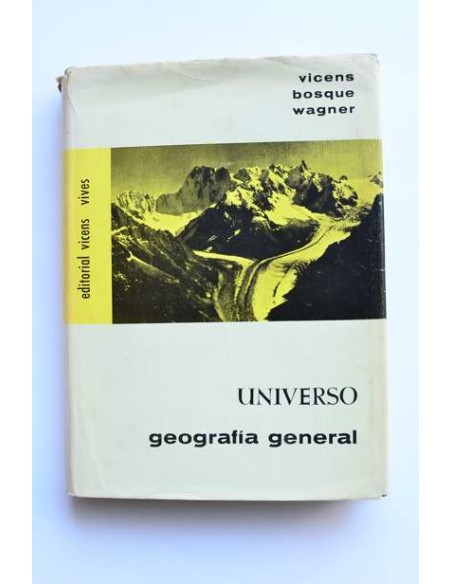 vicens
bosque
wagner
editorial vicens vives
UNIVERSO
geografía general